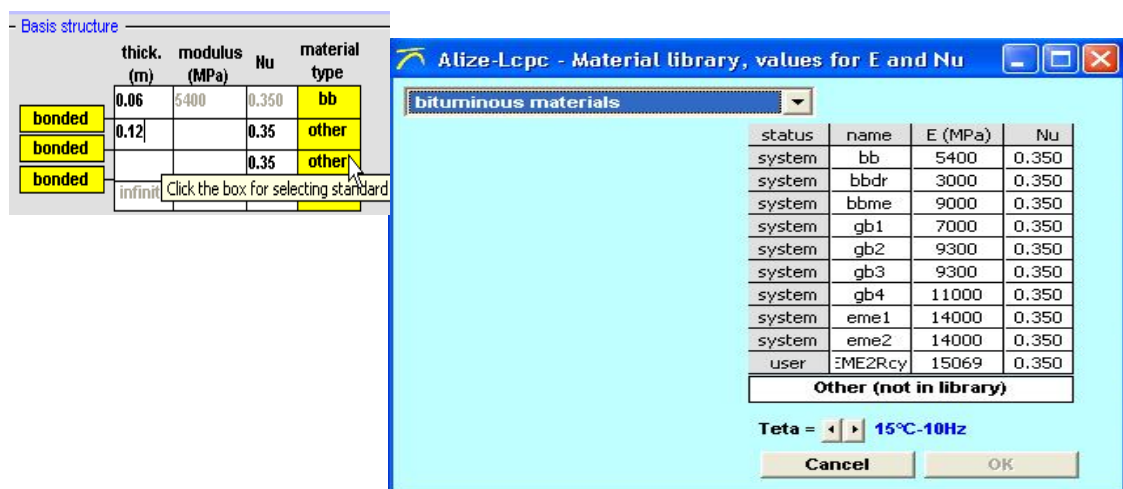 Basis structure
thick. modulus Nu material
(m) (MPa) type
0.06 5400 0.350 bb
bonded
0.12 0.35 other
bonded
0.35 other
bonded
infinit
Click the box for selecting standard
Alize-Lcpc - Material library, values for E and Nu
bituminous materials
status name E (MPa) Nu
system bb 5400 0.350
system bbdr 3000 0.350
system bbme 9000 0.350
system gb1 7000 0.350
system gb2 9300 0.350
system gb3 9300 0.350
system gb4 11000 0.350
system eme1 14000 0.350
system eme2 14000 0.350
user EME2Rcy 15069 0.350
Other (not in library)
Teta = 15°C-10Hz
Cancel OK